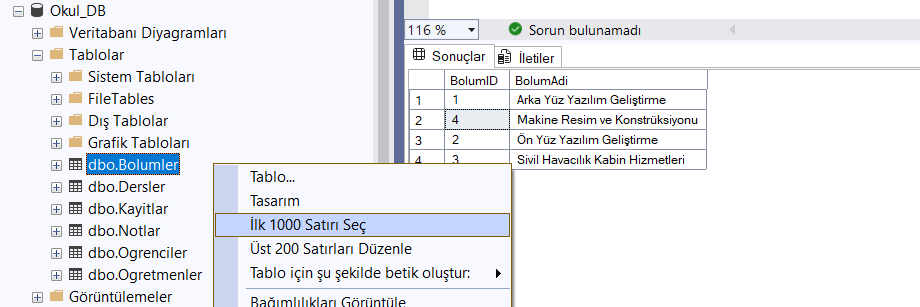 Okul_DB
Veritabanı Diyagramları
Tablolar
Sistem Tabloları
FileTables
Dış Tablolar
Grafik Tabloları
dbo.Bolumler
dbo.Dersler
dbo.Kayitlar
dbo.Notlar
dbo.Ogrenciler
dbo.Ogretmenler
Görüntülemeler
Tablo...
Tasarım
İlk 1000 Satırı Seç
Üst 200 Satırları Düzenle
Tablo için şu şekilde betik oluştur:
Bağımlılıkları Görüntüle
116 % Sorun bulunamadı
Sonuçlar İletiler
BolumID BolumAdi
1 1 Arka Yüz Yazılım Geliştirme
2 4 Makine Resim ve Konstrüksiyonu
3 2 Ön Yüz Yazılım Geliştirme
4 3 Sivil Havacılık Kabin Hizmetleri